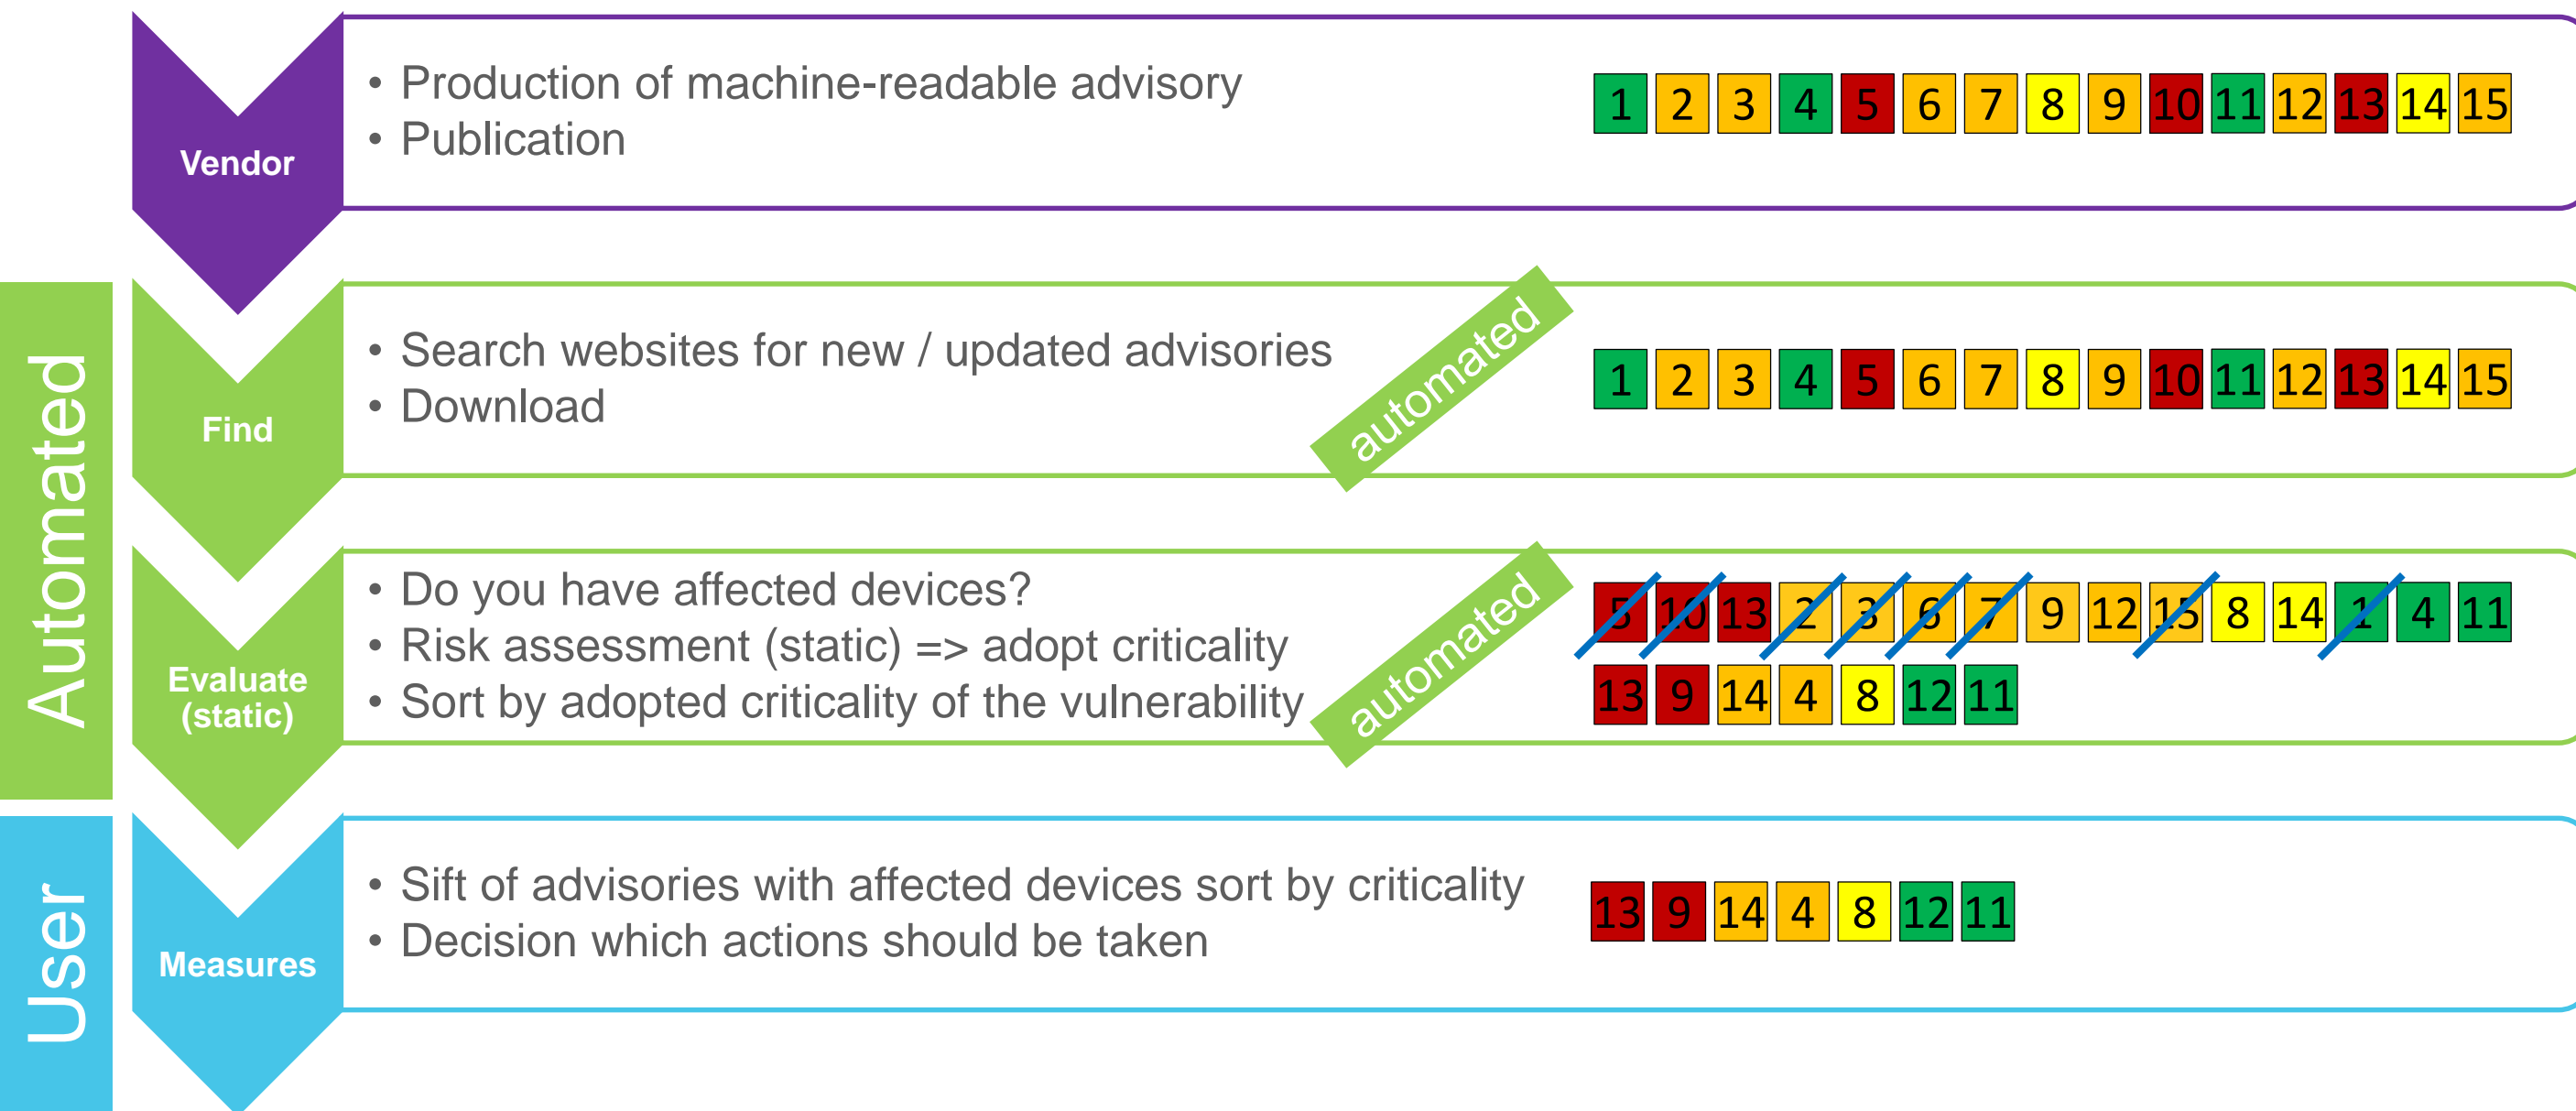 Vendor
• Production of machine-readable advisory
• Publication
1 2 3 4 5 6 7 8 9 10 11 12 13 14 15
Automated
Find
• Search websites for new / updated advisories
• Download
automated
1 2 3 4 5 6 7 8 9 10 11 12 13 14 15
Evaluate
(static)
• Do you have affected devices?
• Risk assessment (static) => adopt criticality
• Sort by adopted criticality of the vulnerability
automated
5 10 13 2 3 6 7 9 12 15 8 14 1 4 11
13 9 14 4 8 12 11
User
Measures
• Sift of advisories with affected devices sort by criticality
• Decision which actions should be taken
13 9 14 4 8 12 11